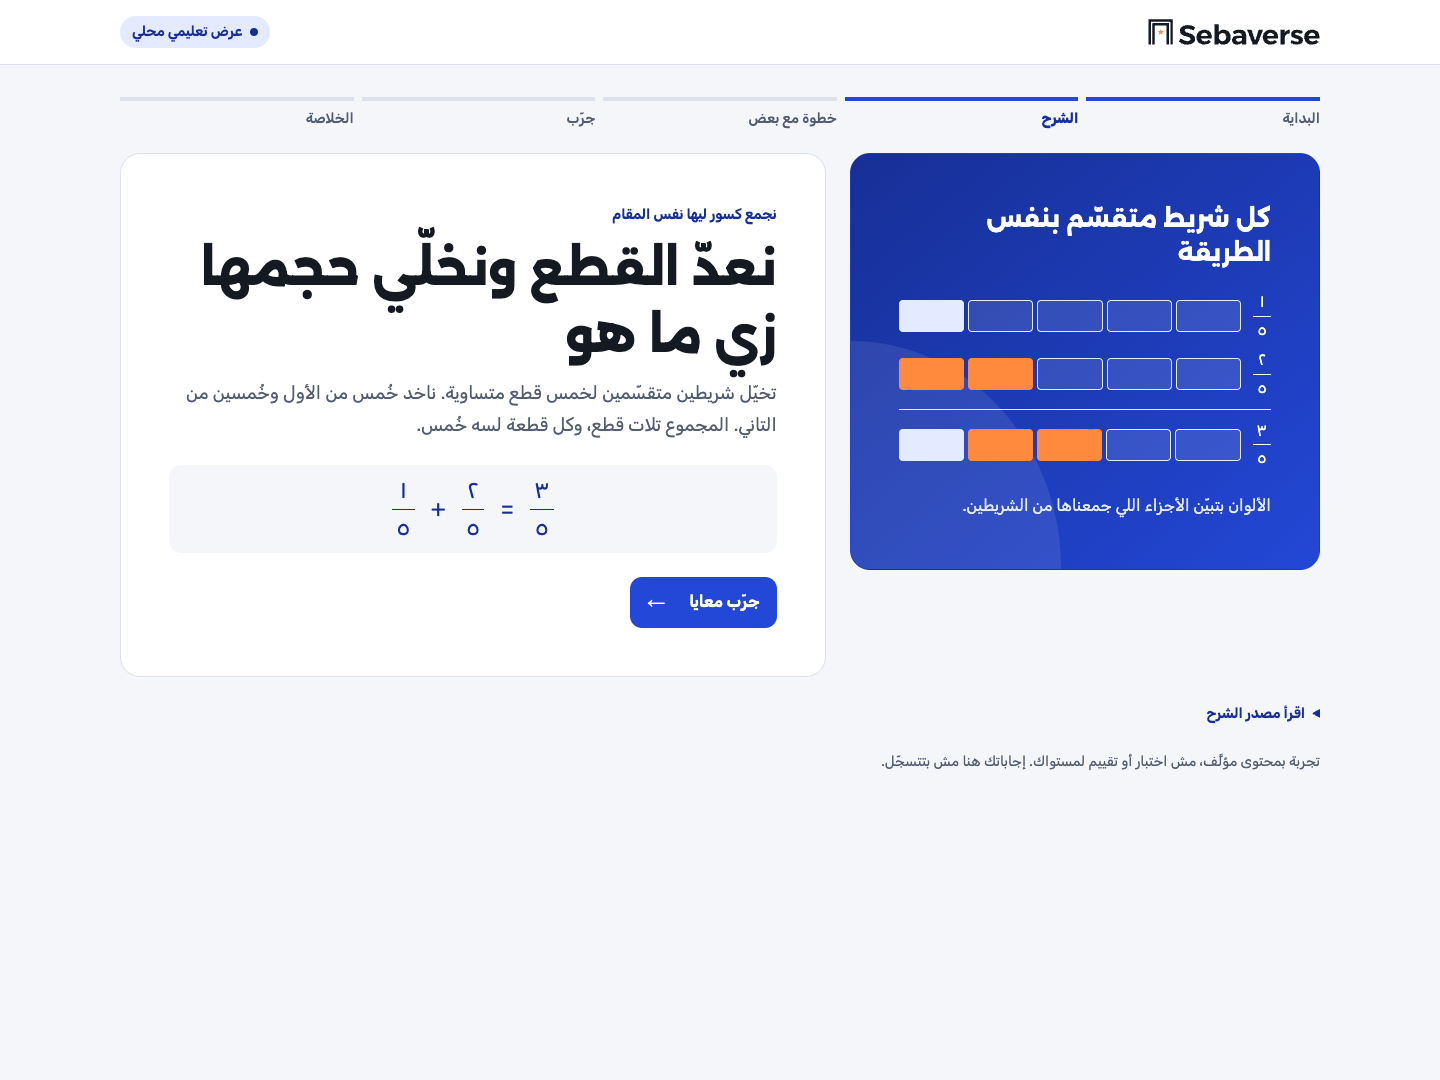 Sebaverse
عرض تعليمي محلي
البداية
الشرح
خطوة مع بعض
جرّب
الخلاصة
كل شريط متقسّم بنفس
الطريقة
١
٥
٢
٥
٣
٥
الألوان بتبيّن الأجزاء اللي جمعناها من الشريطين.
نجمع كسور ليها نفس المقام
نعدّ القطع ونخلّي حجمها
زي ما هو
تخيّل شريطين متقسّمين لخمس قطع متساوية. ناخد خُمس من الأول وخُمسين من
التاني. المجموع تلات قطع، وكل قطعة لسه خُمس.
١ ٢ ٣
+ =
٥ ٥ ٥
جرّب معايا ←
اقرأ مصدر الشرح
تجربة بمحتوى مؤلَّف، مش اختبار أو تقييم لمستواك. إجاباتك هنا مش بتتسجّل.